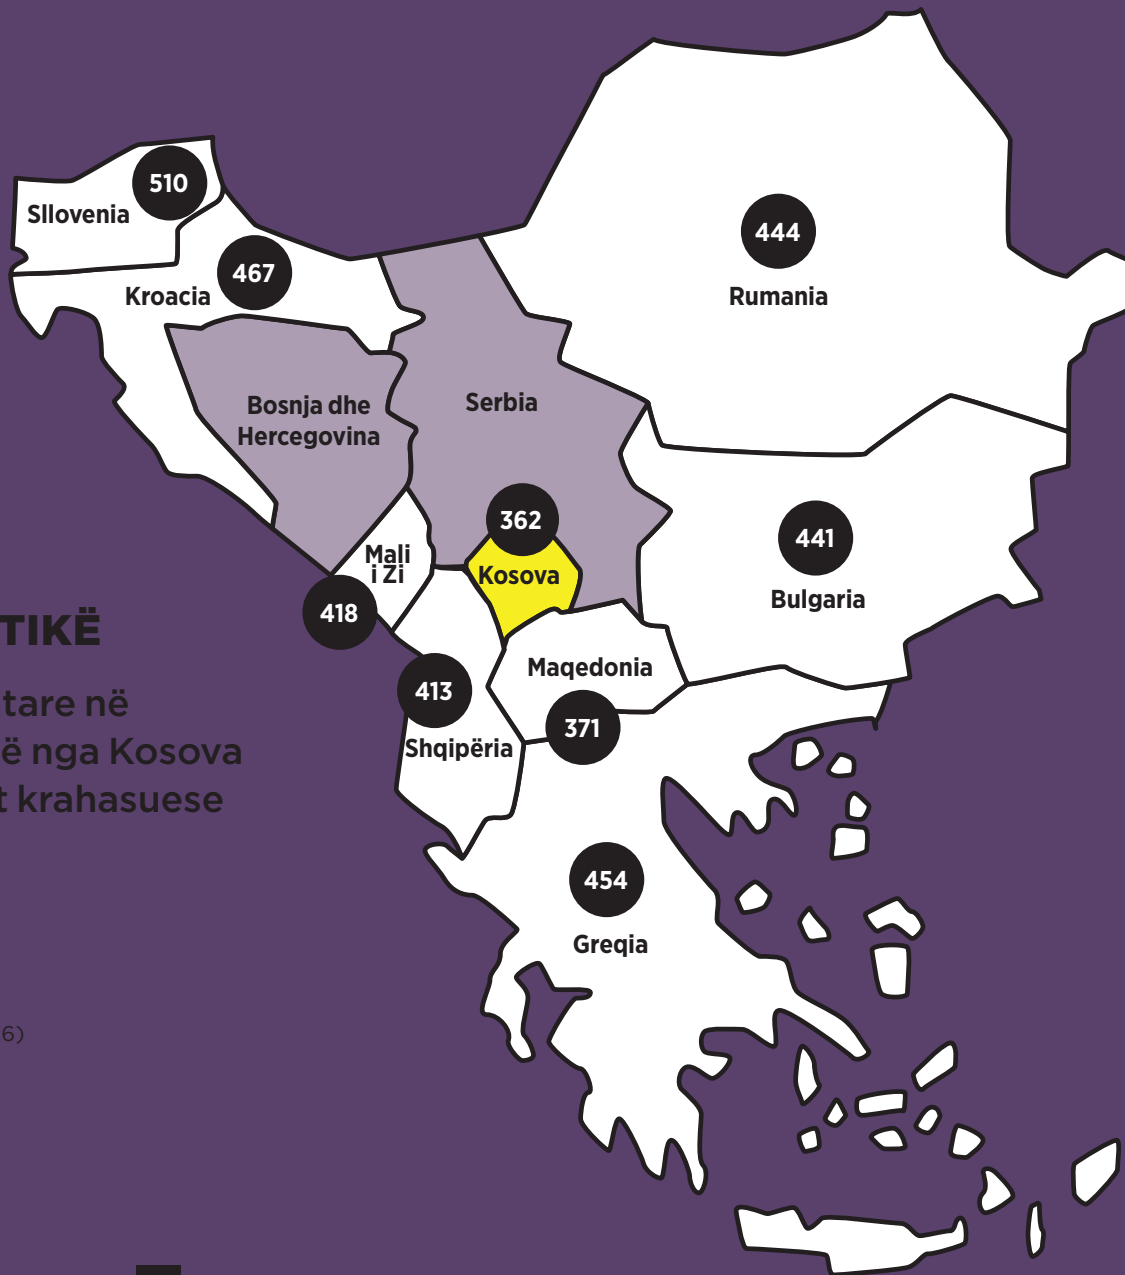 510
Sllovenia
444
467
Kroacia
Rumania
Bosnja dhe
Hercegovina
Serbia
362
441
Mali
i Zi
Kosova
Bulgaria
418
TIKË
Maqedonia
413
tare në
371
Shqipëria
ë nga Kosova
t krahasuese
454
Greqia
6)